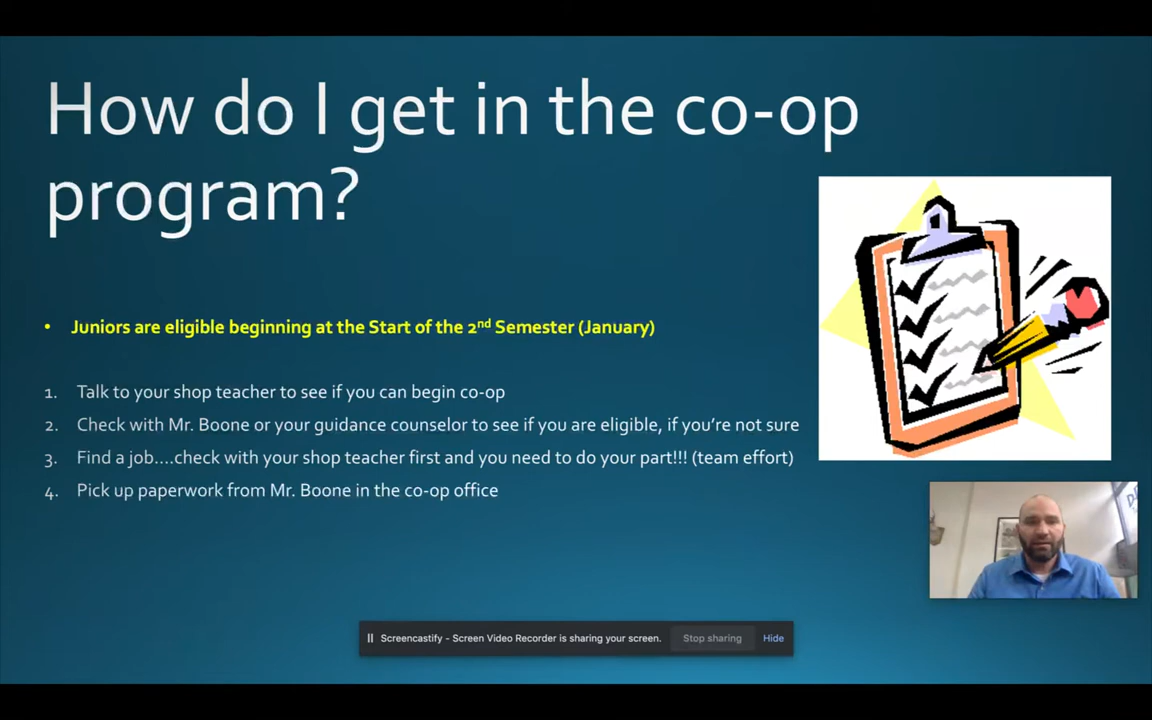 How do I get in the co-op
program?
• Juniors are eligible beginning at the Start of the 2nd Semester (January)
1. Talk to your shop teacher to see if you can begin co-op
2. Check with Mr. Boone or your guidance counselor to see if you are eligible, if you're not sure
3. Find a job....check with your shop teacher first and you need to do your part!!! (team effort)
4. Pick up paperwork from Mr. Boone in the co-op office
Screencastify - Screen Video Recorder is sharing your screen. Stop sharing Hide